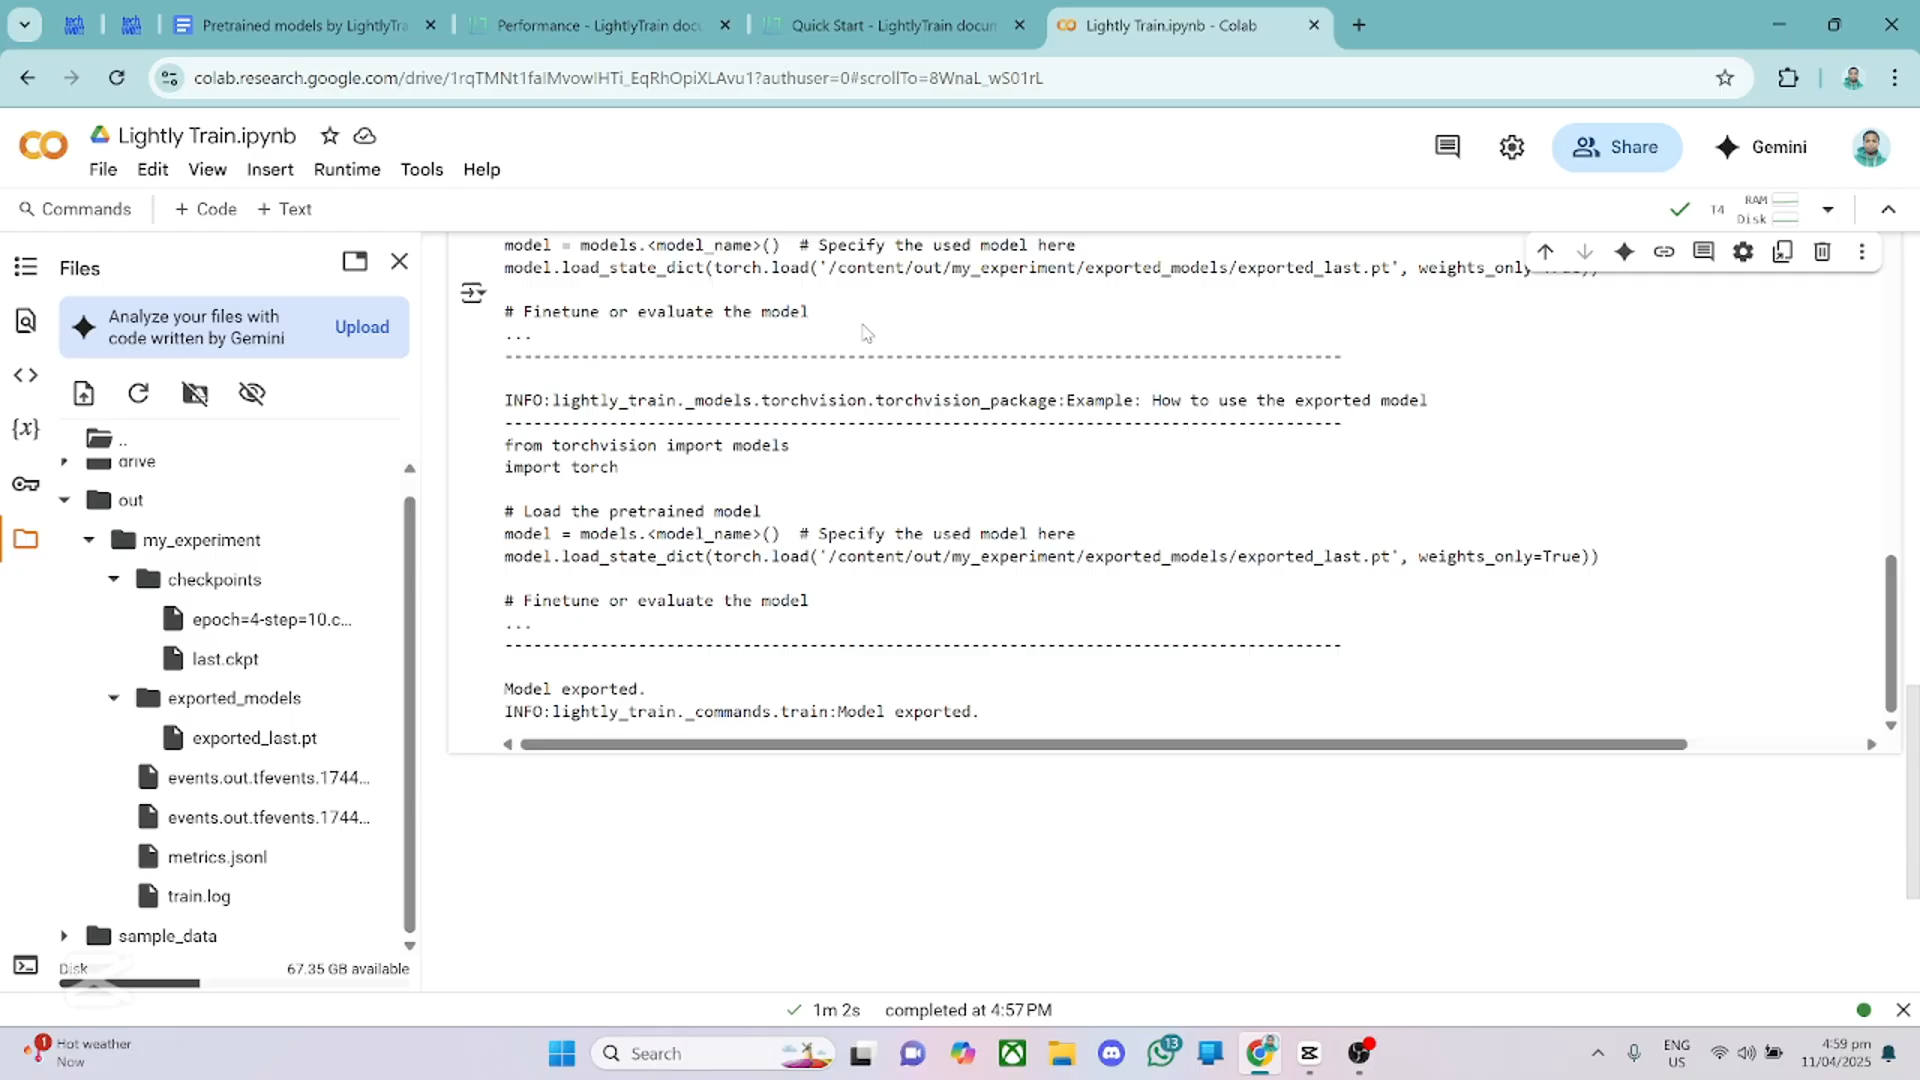 Pretrained models by LightlyTra
Performance - LightlyTrain docu
Quick Start - LightlyTrain docum
Lightly Train.ipynb - Colab
colab.research.google.com/drive/1rqTMNt1faIMvowIHTi_EqRhOpiXLAvu1?authuser=0#scrollTo=8WnaL_wS01rL
CO
Lightly Train.ipynb
File Edit View Insert Runtime Tools Help
Share
Gemini
Commands
+ Code
+ Text
T4
RAM
Disk
Files
Analyze your files with
code written by Gemini
Upload
..
drive
out
my_experiment
checkpoints
epoch=4-step=10.c...
last.ckpt
exported_models
exported_last.pt
events.out.tfevents.1744...
events.out.tfevents.1744...
metrics.jsonl
train.log
sample_data
Disk
67.35 GB available
model = models.<model_name>()  # Specify the used model here
model.load_state_dict(torch.load('/content/out/my_experiment/exported_models/exported_last.pt', weights_only=True))
# Finetune or evaluate the model
...
----------------------------------------------------------------------------------------
INFO:lightly_train._models.torchvision.torchvision_package:Example: How to use the exported model
----------------------------------------------------------------------------------------
from torchvision import models
import torch
# Load the pretrained model
model = models.<model_name>()  # Specify the used model here
model.load_state_dict(torch.load('/content/out/my_experiment/exported_models/exported_last.pt', weights_only=True))
# Finetune or evaluate the model
...
----------------------------------------------------------------------------------------
Model exported.
INFO:lightly_train._commands.train:Model exported.
1m 2s
completed at 4:57 PM
1
Hot weather
Now
Search
13
ENG
US
4:59 pm
11/04/2025